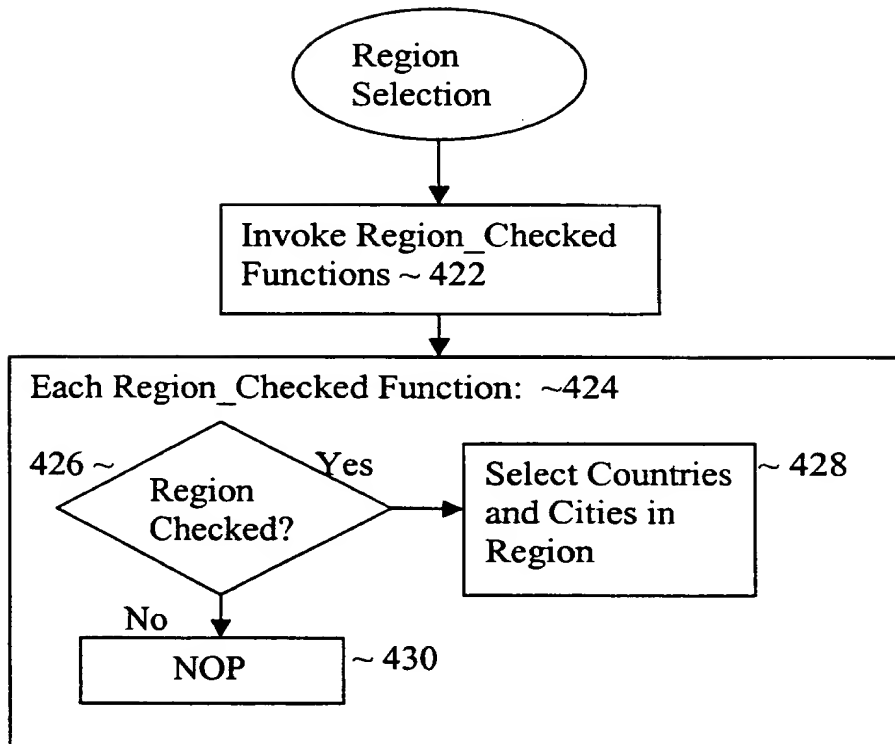 Region
Selection
Invoke Region_Checked
Functions ~ 422
Each Region_Checked Function: ~424
426 ~
Yes
Region
Checked?
Select Countries
and Cities in
Region
~ 428
No
NOP
~ 430